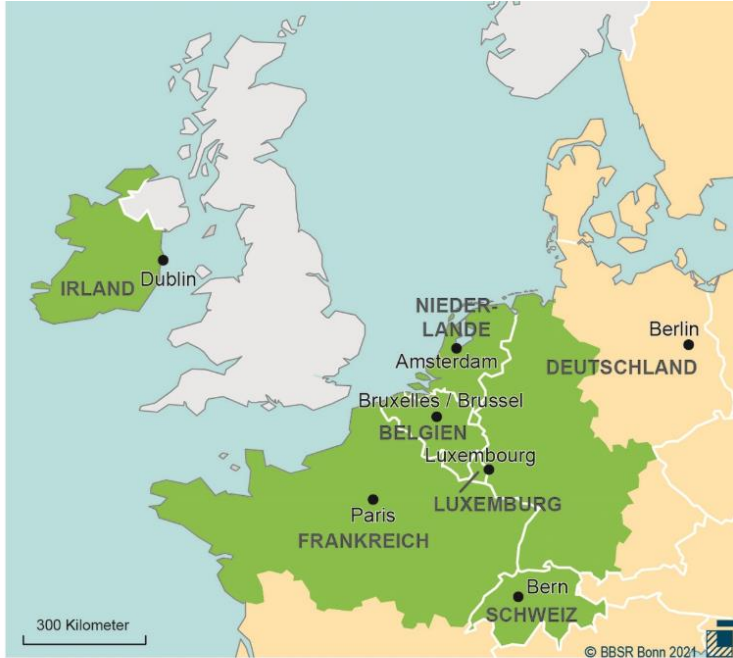 Dublin
IRLAND
NIEDER-
LANDE
Amsterdam
Berlin
DEUTSCHLAND
Bruxelles / Brussel
BELGIEN
Luxembourg
LUXEMBURG
Paris
FRANKREICH
Bern
SCHWEIZ
300 Kilometer
© BBSR Bonn 2021